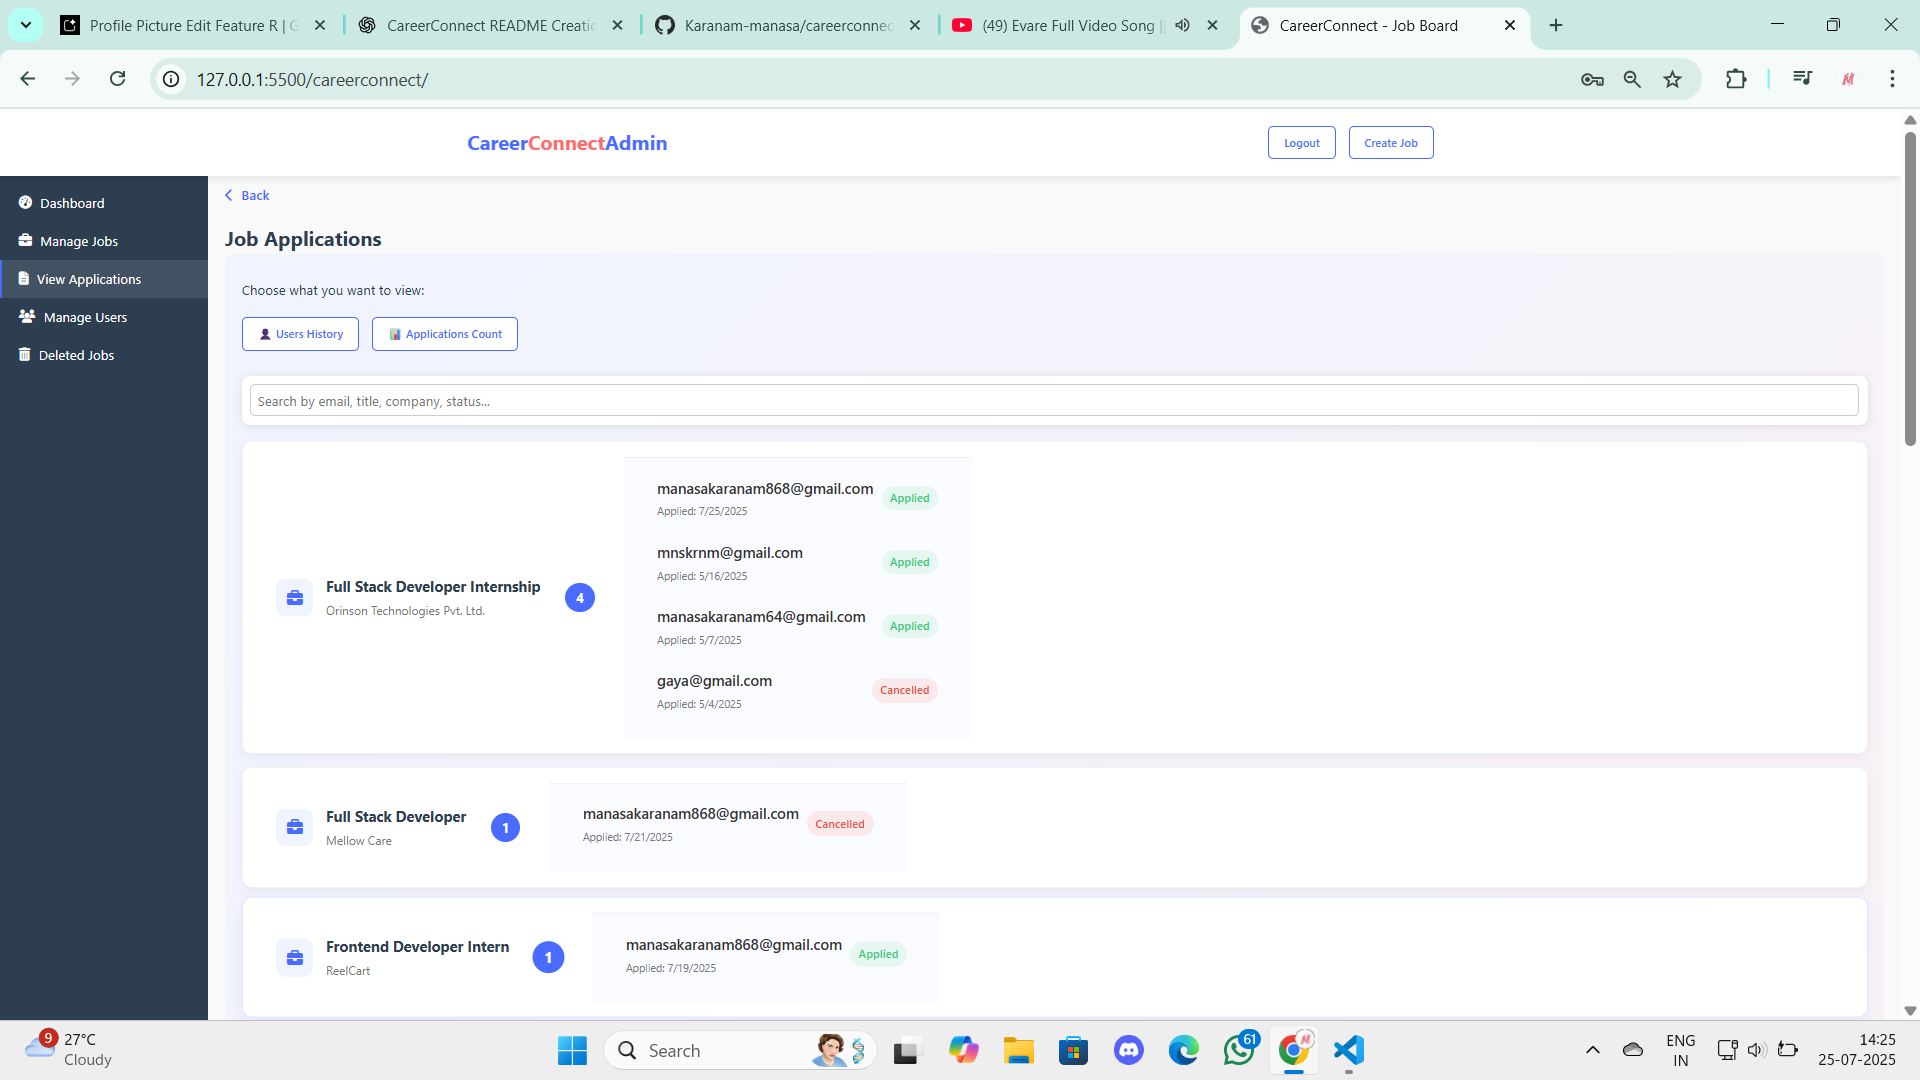 Profile Picture Edit Feature R | G
CareerConnect README Creatio
Karanam-manasa/careerconnec
(49) Evare Full Video Song ||
CareerConnect - Job Board
127.0.0.1:5500/careerconnect/
CareerConnectAdmin
Logout
Create Job
Dashboard
Manage Jobs
View Applications
Manage Users
Deleted Jobs
Back
Job Applications
Choose what you want to view:
Users History
Applications Count
Search by email, title, company, status...
Full Stack Developer Internship
Orinson Technologies Pvt. Ltd.
4
manasakaranam868@gmail.com
Applied: 7/25/2025
Applied
mnskrnm@gmail.com
Applied: 5/16/2025
Applied
manasakaranam64@gmail.com
Applied: 5/7/2025
Applied
gaya@gmail.com
Applied: 5/4/2025
Cancelled
Full Stack Developer
Mellow Care
1
manasakaranam868@gmail.com
Applied: 7/21/2025
Cancelled
Frontend Developer Intern
ReelCart
1
manasakaranam868@gmail.com
Applied: 7/19/2025
Applied
9
27°C
Cloudy
Search
61
ENG
IN
14:25
25-07-2025